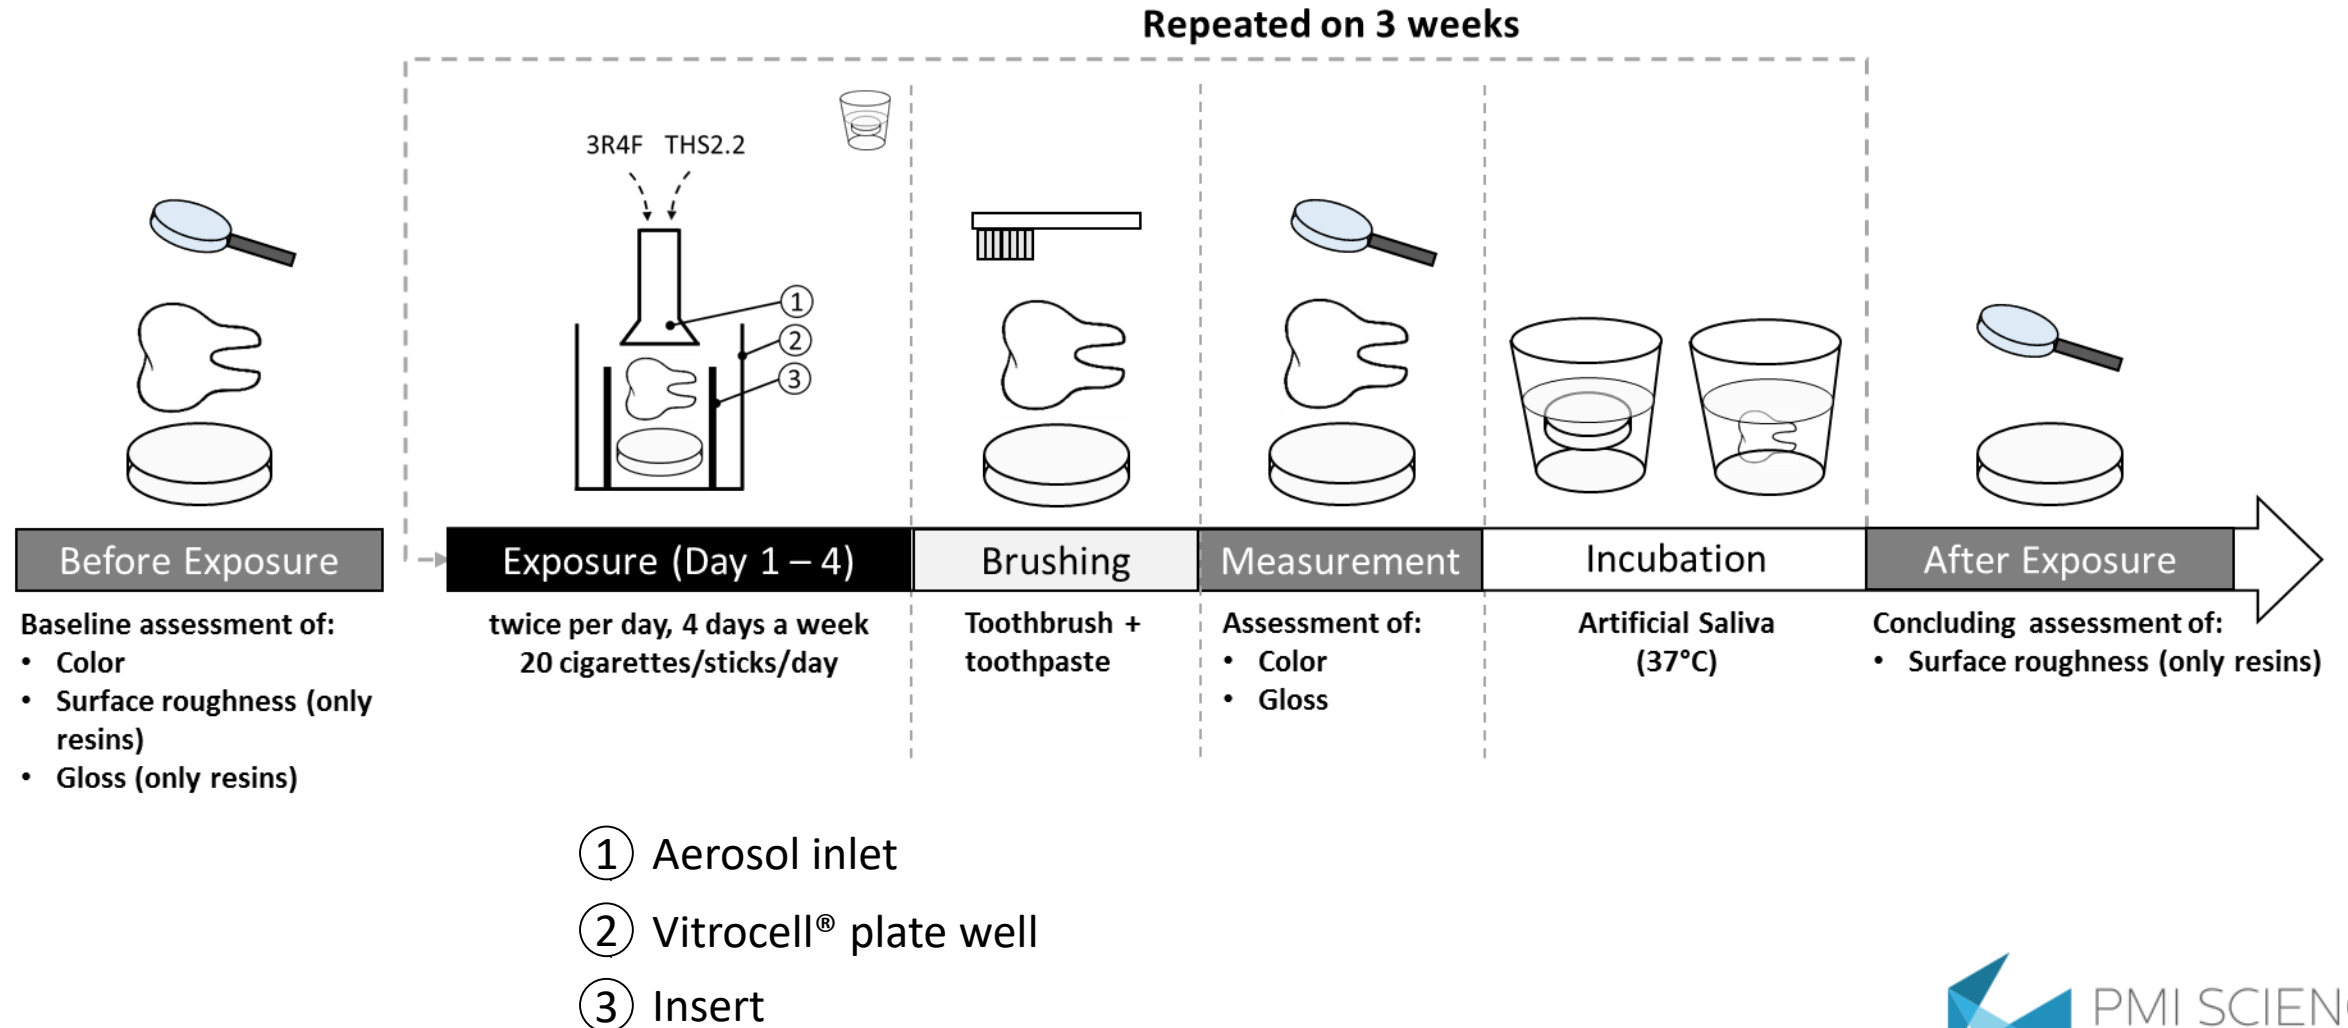 Repeated on 3 weeks
3R4F THS2.2
1
2
3
Before Exposure
Exposure (Day 1 – 4)
Brushing
Measurement
Incubation
After Exposure
Baseline assessment of:
• Color
• Surface roughness (only
resins)
• Gloss (only resins)
twice per day, 4 days a week
20 cigarettes/sticks/day
Toothbrush +
toothpaste
Assessment of:
• Color
• Gloss
Artificial Saliva
(37°C)
Concluding assessment of:
• Surface roughness (only resins)
1 Aerosol inlet
2 Vitrocell® plate well
3 Insert
PMI SCIEN